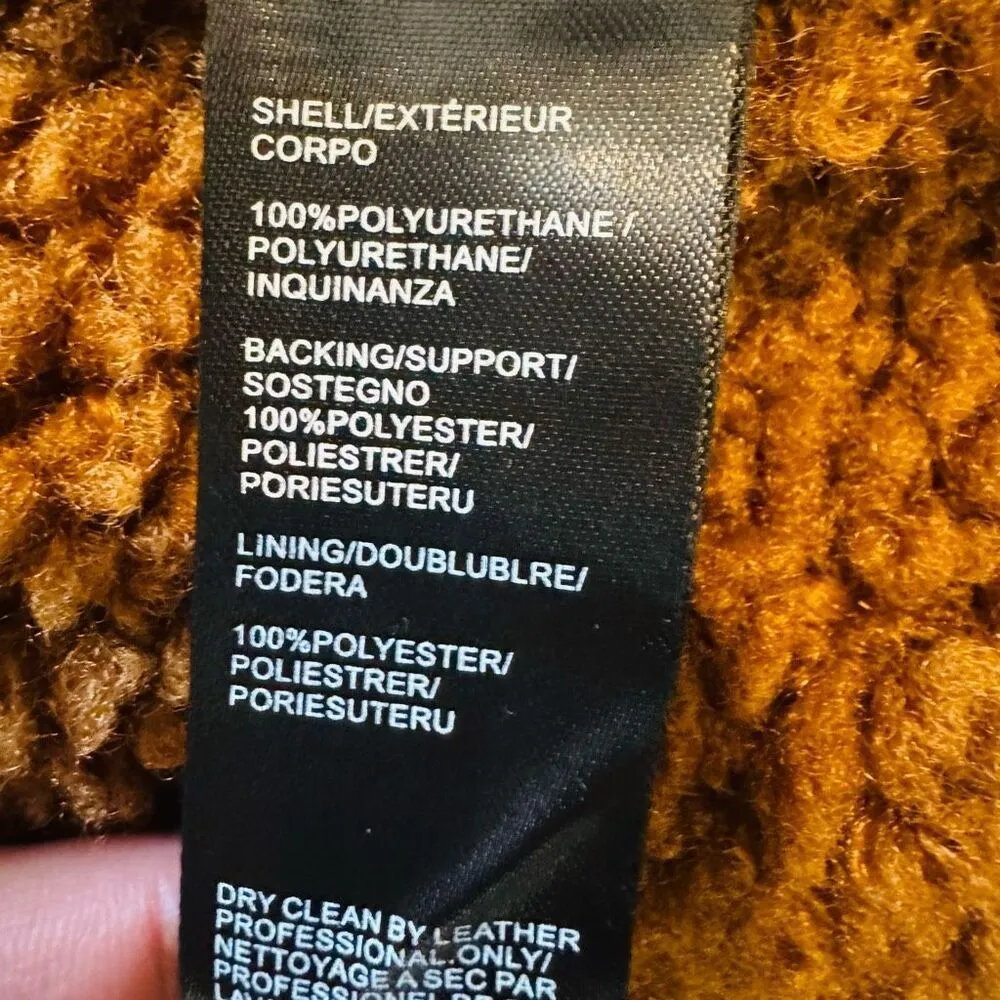 SHELL/EXTÉRIEUR
CORPO
100%POLYURETHANE /
POLYURETHANE/
INQUINANZA
BACKING/SUPPORT/
SOSTEGNO
100%POLYESTER/
POLIESTRER/
PORIESUTERU
LINING/DOUBLUBLRE/
FODERA
100%POLYESTER/
POLIESTRER/
PORIESUTERU
DRY CLEAN BY LEATHER
PROFESSIONAL.ONLY/
NETTOYAGE A SEC PAR
PROFESSIONEL